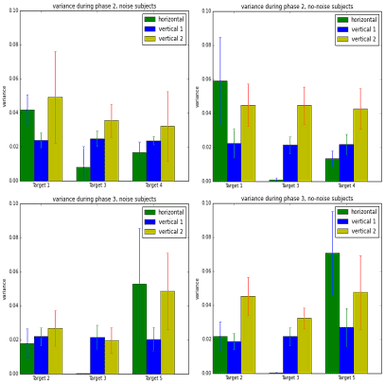 variance during phase 2, noise subjects
0.10
0.08
0.06
0.04
0.02
0.00
variance
horizontal
vertical 1
vertical 2
Target 1 Target 3 Target 4
variance during phase 2, no-noise subjects
0.10
0.08
0.06
0.04
0.02
0.00
variance
horizontal
vertical 1
vertical 2
Target 1 Target 3 Target 4
variance during phase 3, noise subjects
0.10
0.08
0.06
0.04
0.02
0.00
variance
horizontal
vertical 1
vertical 2
Target 2 Target 3 Target 5
variance during phase 3, no-noise subjects
0.10
0.08
0.06
0.04
0.02
0.00
variance
horizontal
vertical 1
vertical 2
Target 2 Target 3 Target 5